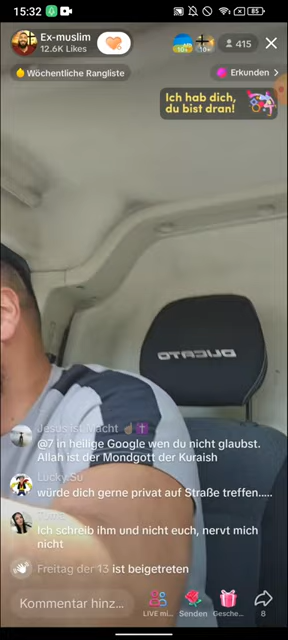 15:32
85
Ex-muslim
12.6K Likes
10+
10+
415
Wöchentliche Rangliste
Erkunden >
Ich hab dich,
du bist dran!
DUCATO
Jesus ist Macht ☝🏽✝️
@7 in heilige Google wen du nicht glaubst.
Allah ist der Mondgott der Kuraish
Lucky.Su
würde dich gerne privat auf Straße treffen.....
Ich schreib ihm und nicht euch, nervt mich
nicht
Freitag der 13 ist beigetreten
Kommentar hinz...
LIVE mi...
Senden
Gesche...
8